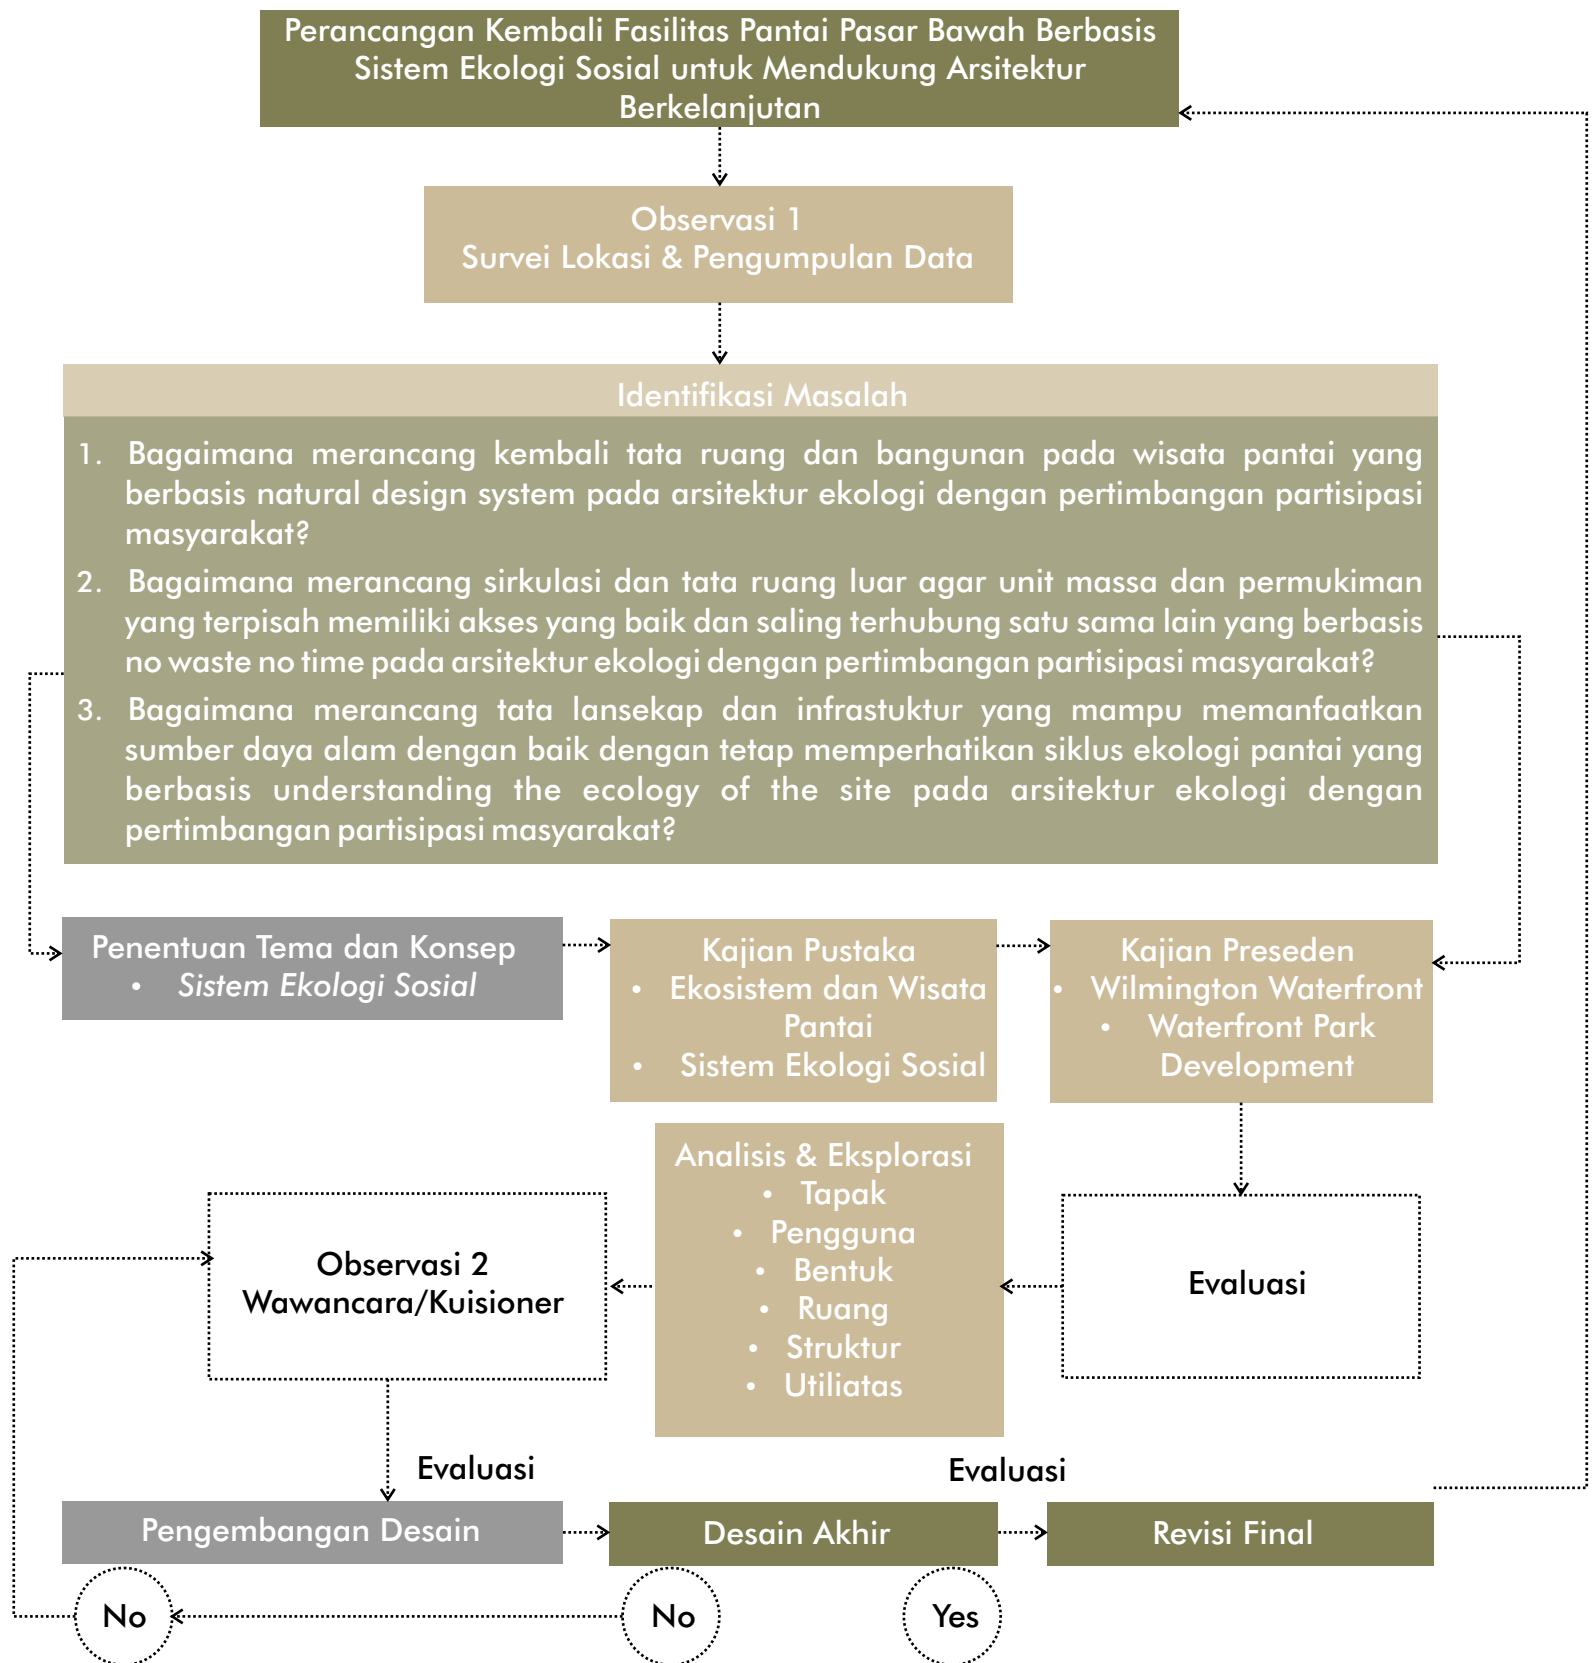 Perancangan Kembali Fasilitas Pantai Pasar Bawah Berbasis
Sistem Ekologi Sosial untuk Mendukung Arsitektur
Berkelanjutan
Observasi 1
Survei Lokasi & Pengumpulan Data
Identifikasi Masalah
1. Bagaimana merancang kembali tata ruang dan bangunan pada wisata pantai yang
berbasis natural design system pada arsitektur ekologi dengan pertimbangan partisipasi
masyarakat?
2. Bagaimana merancang sirkulasi dan tata ruang luar agar unit massa dan permukiman
yang terpisah memiliki akses yang baik dan saling terhubung satu sama lain yang berbasis
no waste no time pada arsitektur ekologi dengan pertimbangan partisipasi masyarakat?
3. Bagaimana merancang tata lansekap dan infrastuktur yang mampu memanfaatkan
sumber daya alam dengan baik dengan tetap memperhatikan siklus ekologi pantai yang
berbasis understanding the ecology of the site pada arsitektur ekologi dengan
pertimbangan partisipasi masyarakat?
Penentuan Tema dan Konsep
• Sistem Ekologi Sosial
Kajian Pustaka
• Ekosistem dan Wisata
Pantai
• Sistem Ekologi Sosial
Kajian Preseden
• Wilmington Waterfront
• Waterfront Park
Development
Evaluasi
Analisis & Eksplorasi
• Tapak
• Pengguna
• Bentuk
• Ruang
• Struktur
• Utiliatas
Observasi 2
Wawancara/Kuisioner
Evaluasi
Evaluasi
Pengembangan Desain
Desain Akhir
Revisi Final
No
No
Yes